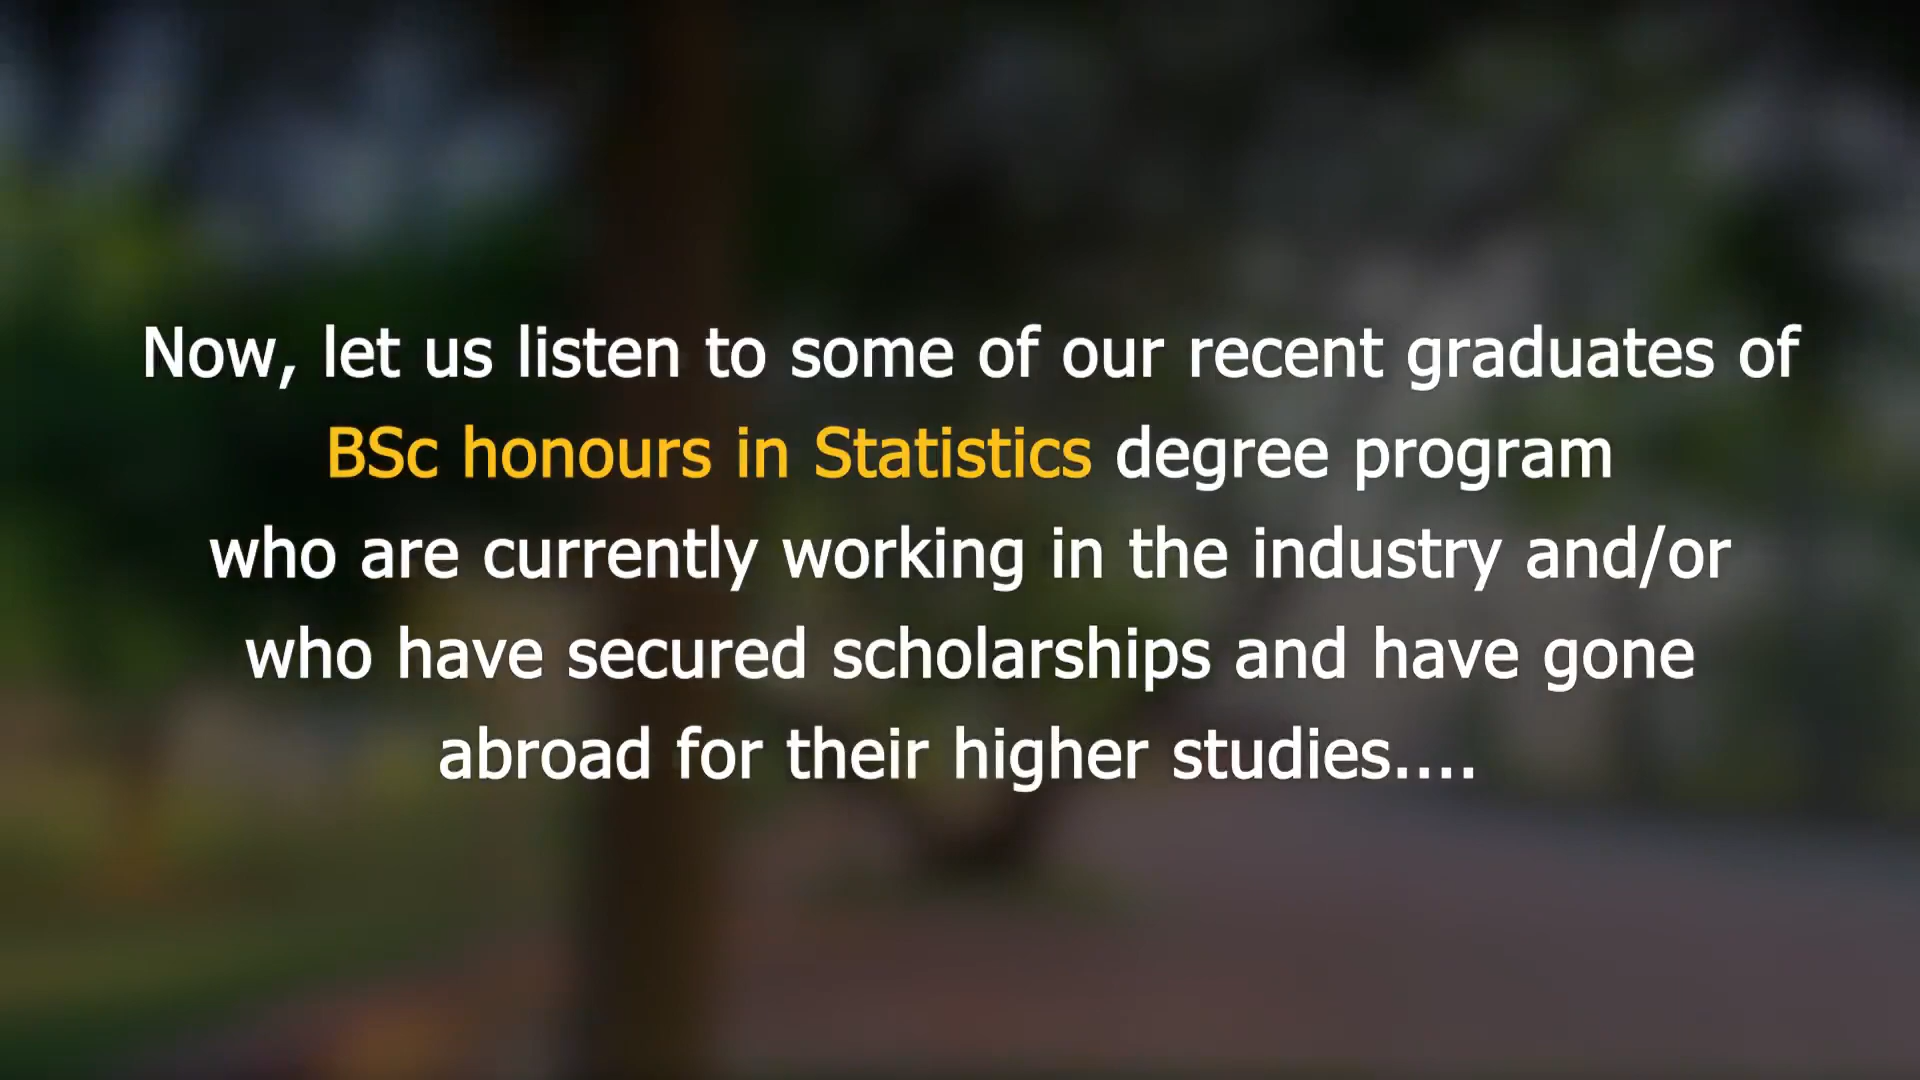 Now, let us listen to some of our recent graduates of
BSc honours in Statistics degree program
who are currently working in the industry and/or
who have secured scholarships and have gone
abroad for their higher studies....